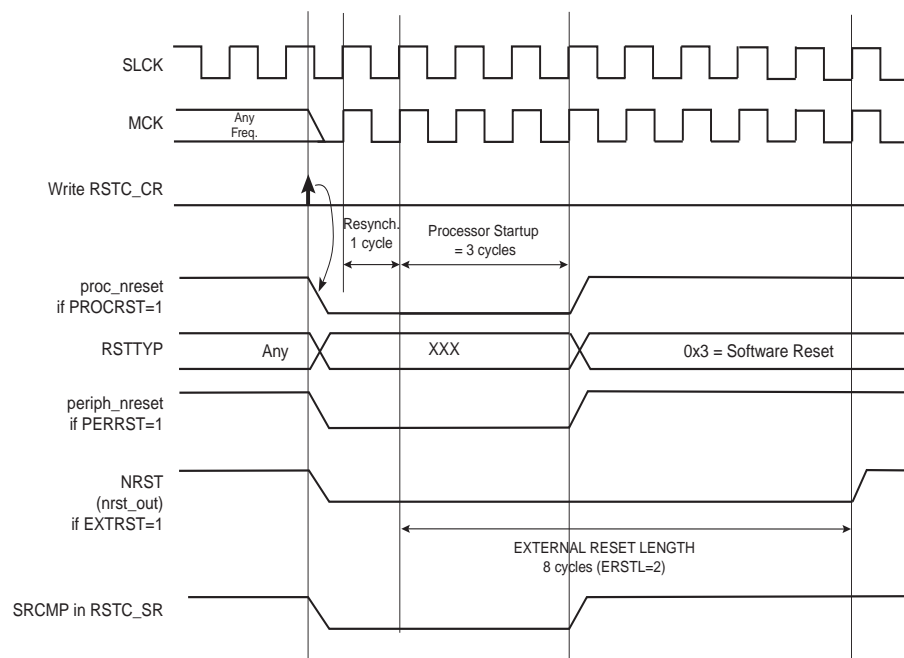 SLCK
MCK
Any
Freq.
Write RSTC_CR
Resynch.
1 cycle
Processor Startup
= 3 cycles
proc_nreset
if PROCRST=1
RSTTYP
Any
XXX
0x3 = Software Reset
periph_nreset
if PERRST=1
NRST
(nrst_out)
if EXTRST=1
EXTERNAL RESET LENGTH
8 cycles (ERSTL=2)
SRCMP in RSTC_SR